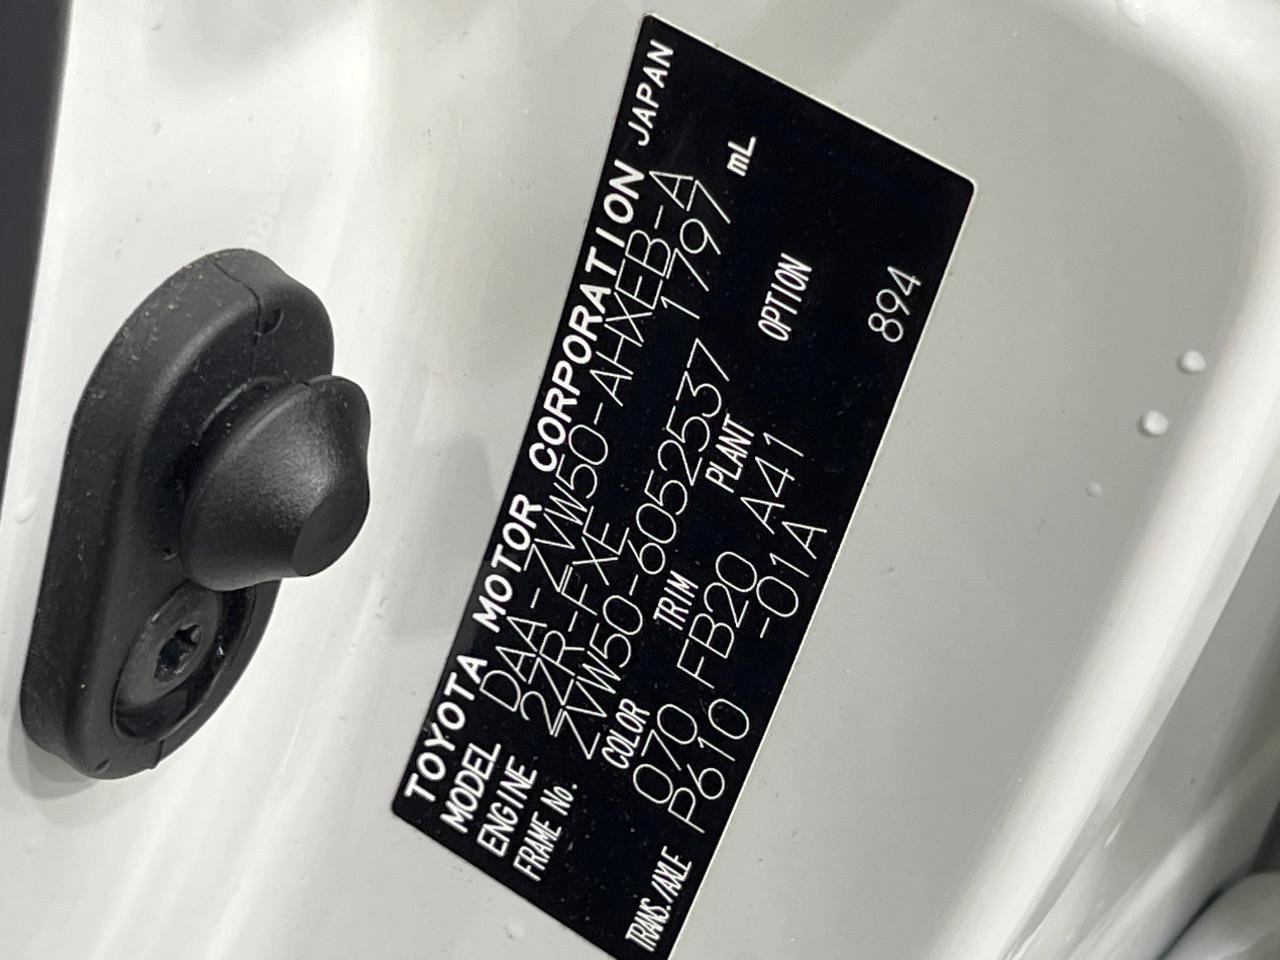 TOYOTA MOTOR CORPORATION JAPAN
MODEL DAA-ZVW50-AHXEB-A
ENGINE 2ZR-FXE 1797 mL
FRAME No. ZVW50-6052537
COLOR TRIM PLANT OPTION
070 FB20 A41 894
TRANS./AXLE P610 -01A